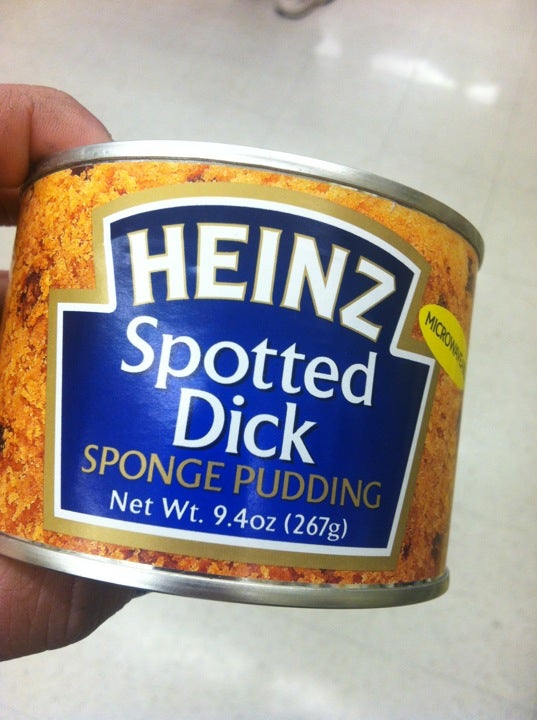 HEINZ
Spotted
Dick
SPONGE PUDDING
Net Wt. 9.4oz (267g)